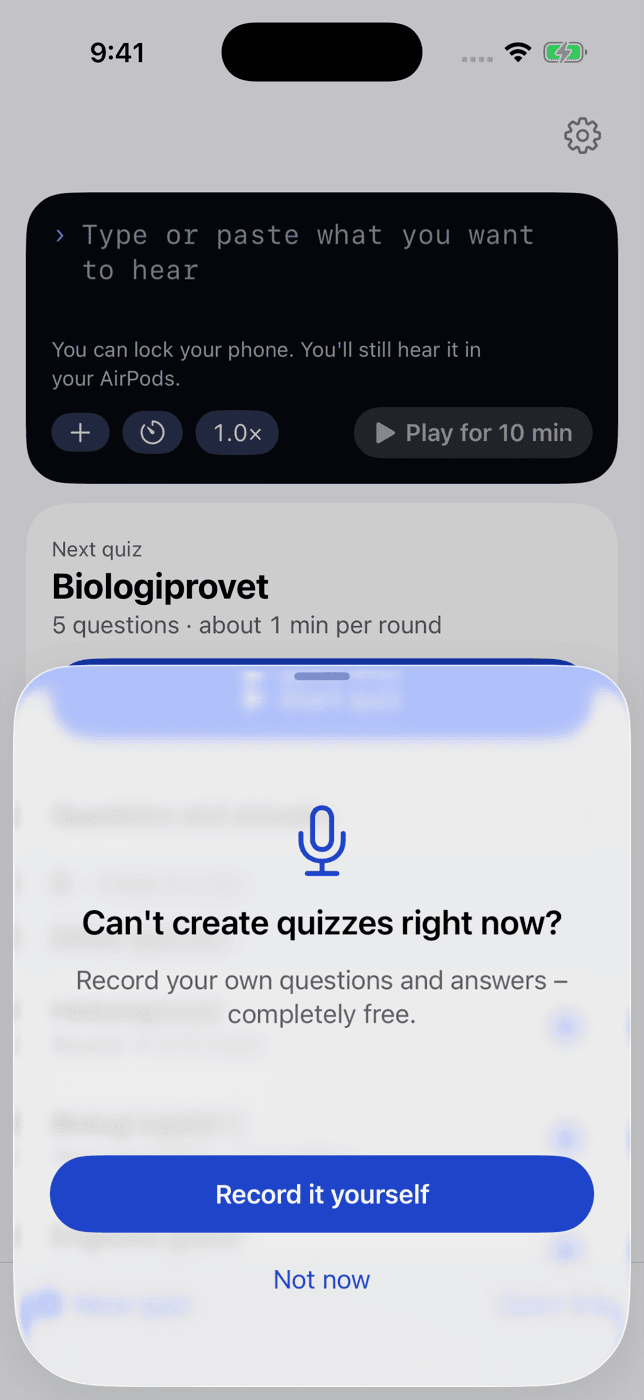 9:41
› Type or paste what you want
to hear
You can lock your phone. You'll still hear it in
your AirPods.
1.0×
Play for 10 min
Next quiz
Biologiprovet
5 questions · about 1 min per round
Can't create quizzes right now?
Record your own questions and answers –
completely free.
Record it yourself
Not now